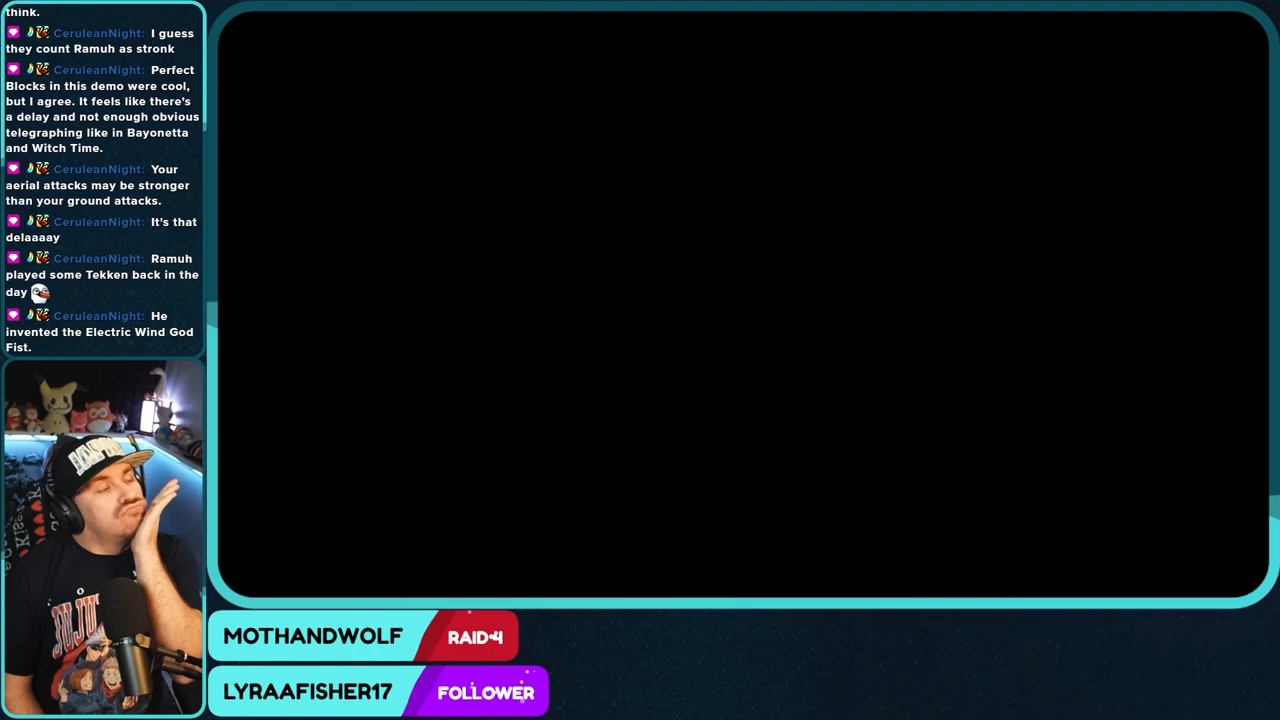 think.
CeruleanNight: I guess
they count Ramuh as stronk
CeruleanNight: Perfect
Blocks in this demo were cool,
but I agree. It feels like there's
a delay and not enough obvious
telegraphing like in Bayonetta
and Witch Time.
CeruleanNight: Your
aerial attacks may be stronger
than your ground attacks.
CeruleanNight: It's that
delaaaay
CeruleanNight: Ramuh
played some Tekken back in the
day
CeruleanNight: He
invented the Electric Wind God
Fist.
MOTHANDWOLF RAID-4
LYRAAFISHER17 FOLLOWER